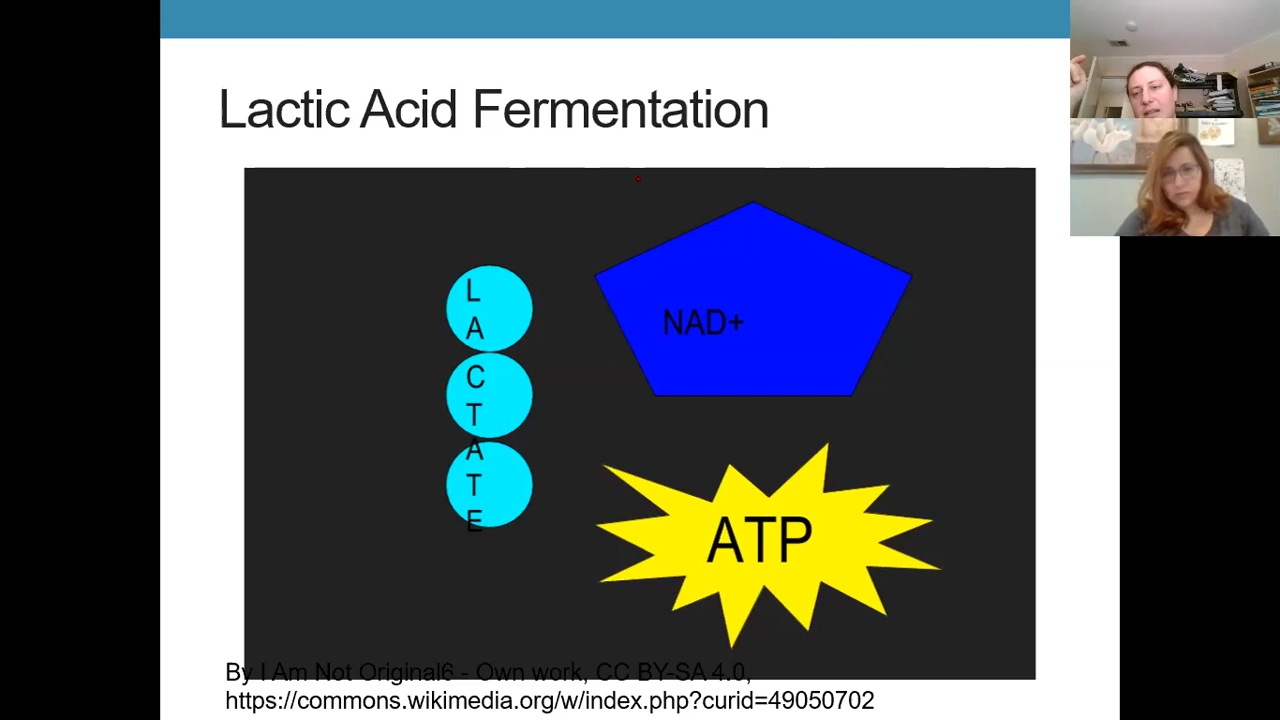 Lactic Acid Fermentation
L
A
C
T
A
T
E
NAD+
ATP
By I Am Not Original6 - Own work, CC BY-SA 4.0,
https://commons.wikimedia.org/w/index.php?curid=49050702